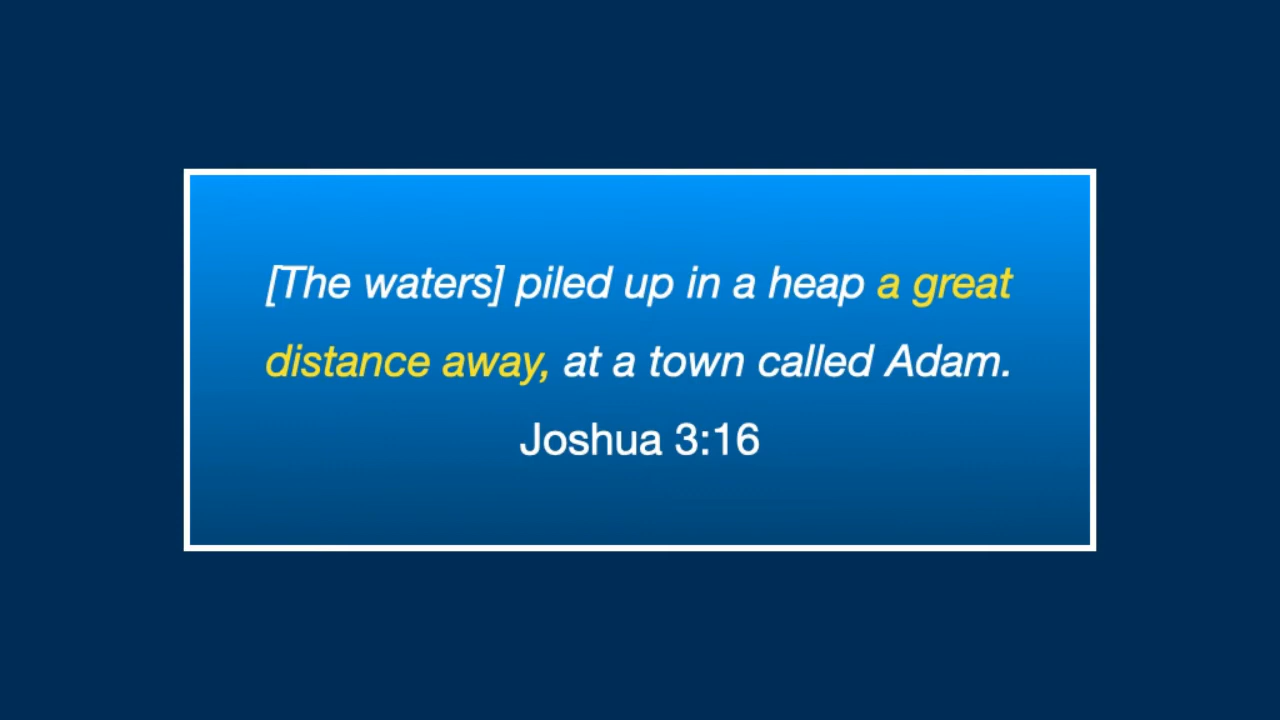 [The waters] piled up in a heap a great
distance away, at a town called Adam.
Joshua 3:16